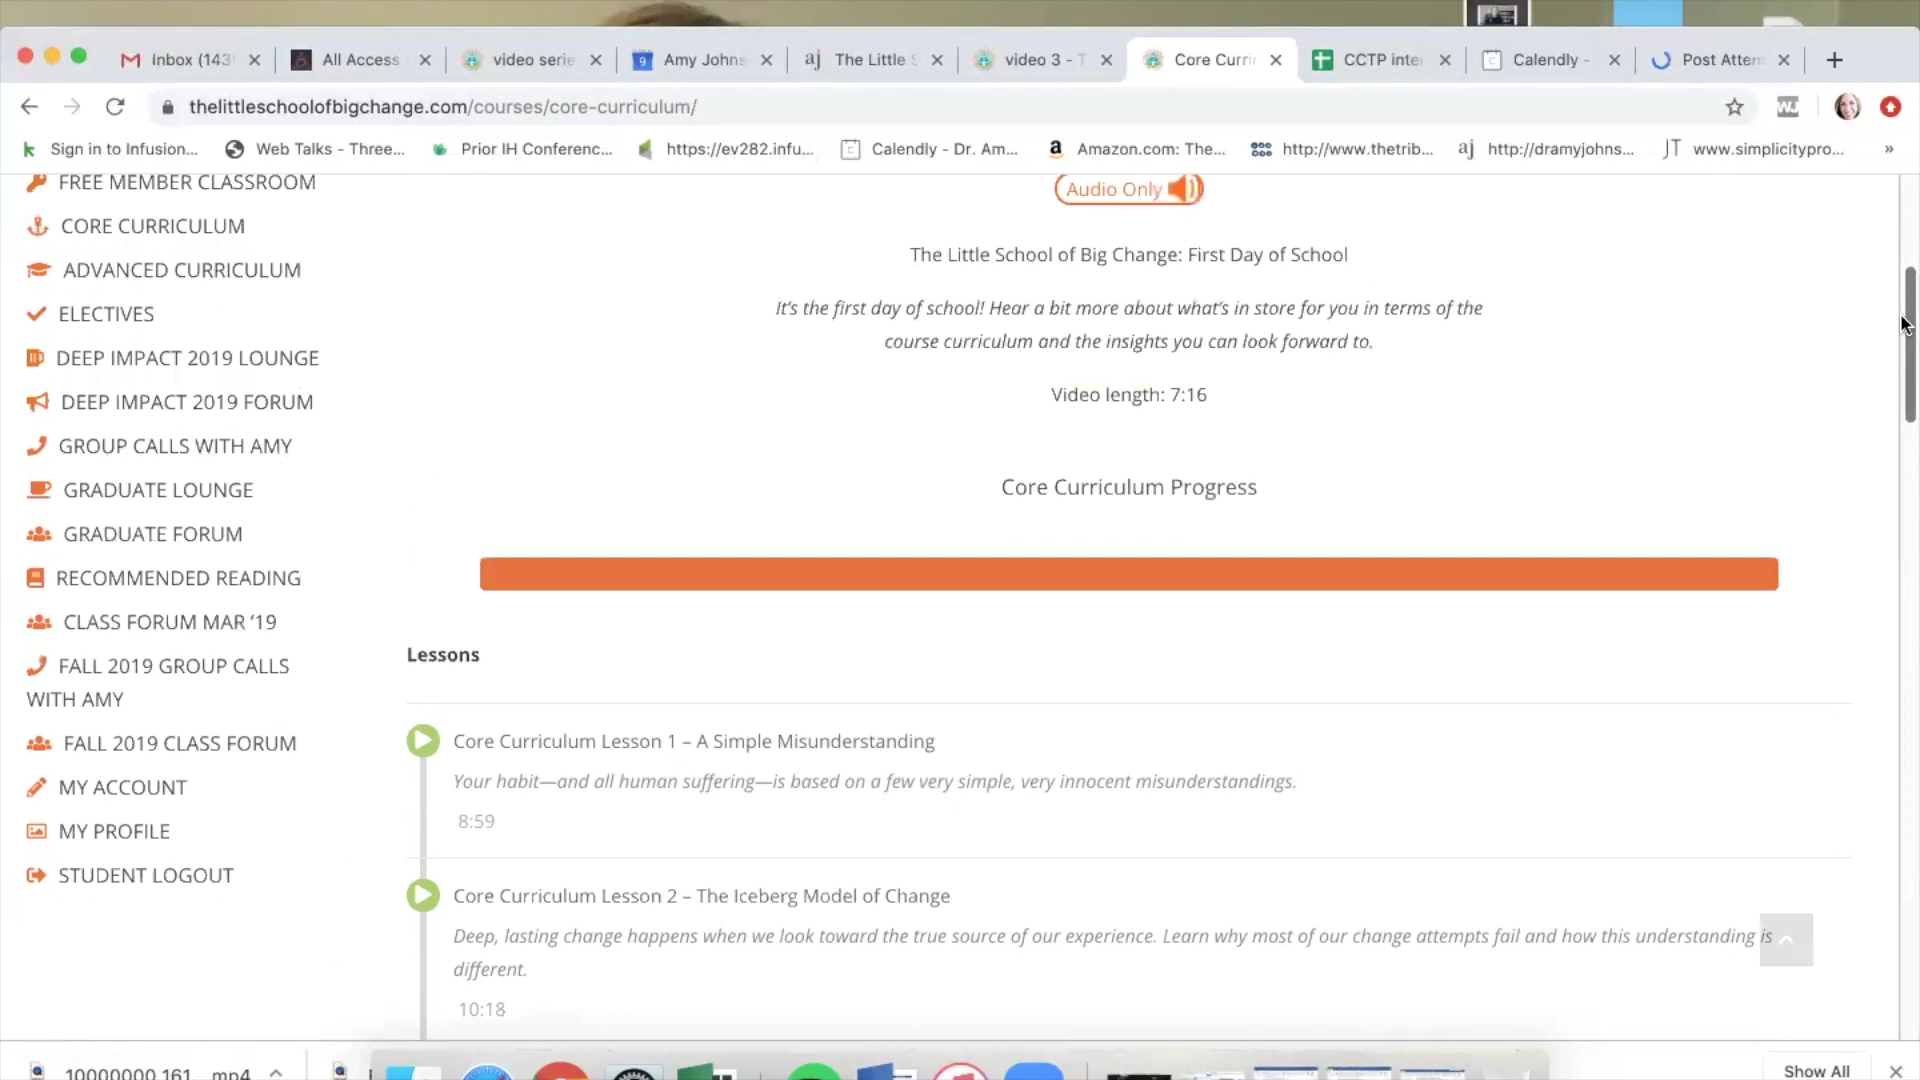 Inbox (143
All Access
video serie
Amy Johns
The Little S
video 3 - T
Core Curri
CCTP inte
Calendly -
Post Atten
thelittleschoolofbigchange.com/courses/core-curriculum/
Sign in to Infusion...
Web Talks - Three...
Prior IH Conferenc...
https://ev282.infu...
Calendly - Dr. Am...
Amazon.com: The...
http://www.thetrib...
http://dramyjohns...
www.simplicitypro...
FREE MEMBER CLASSROOM
CORE CURRICULUM
ADVANCED CURRICULUM
ELECTIVES
DEEP IMPACT 2019 LOUNGE
DEEP IMPACT 2019 FORUM
GROUP CALLS WITH AMY
GRADUATE LOUNGE
GRADUATE FORUM
RECOMMENDED READING
CLASS FORUM MAR ‘19
FALL 2019 GROUP CALLS
WITH AMY
FALL 2019 CLASS FORUM
MY ACCOUNT
MY PROFILE
STUDENT LOGOUT
Audio Only
The Little School of Big Change: First Day of School
It’s the first day of school! Hear a bit more about what’s in store for you in terms of the
course curriculum and the insights you can look forward to.
Video length: 7:16
Core Curriculum Progress
Lessons
Core Curriculum Lesson 1 – A Simple Misunderstanding
Your habit—and all human suffering—is based on a few very simple, very innocent misunderstandings.
8:59
Core Curriculum Lesson 2 – The Iceberg Model of Change
Deep, lasting change happens when we look toward the true source of our experience. Learn why most of our change attempts fail and how this understanding is
different.
10:18
10000000_161....mp4
Show All